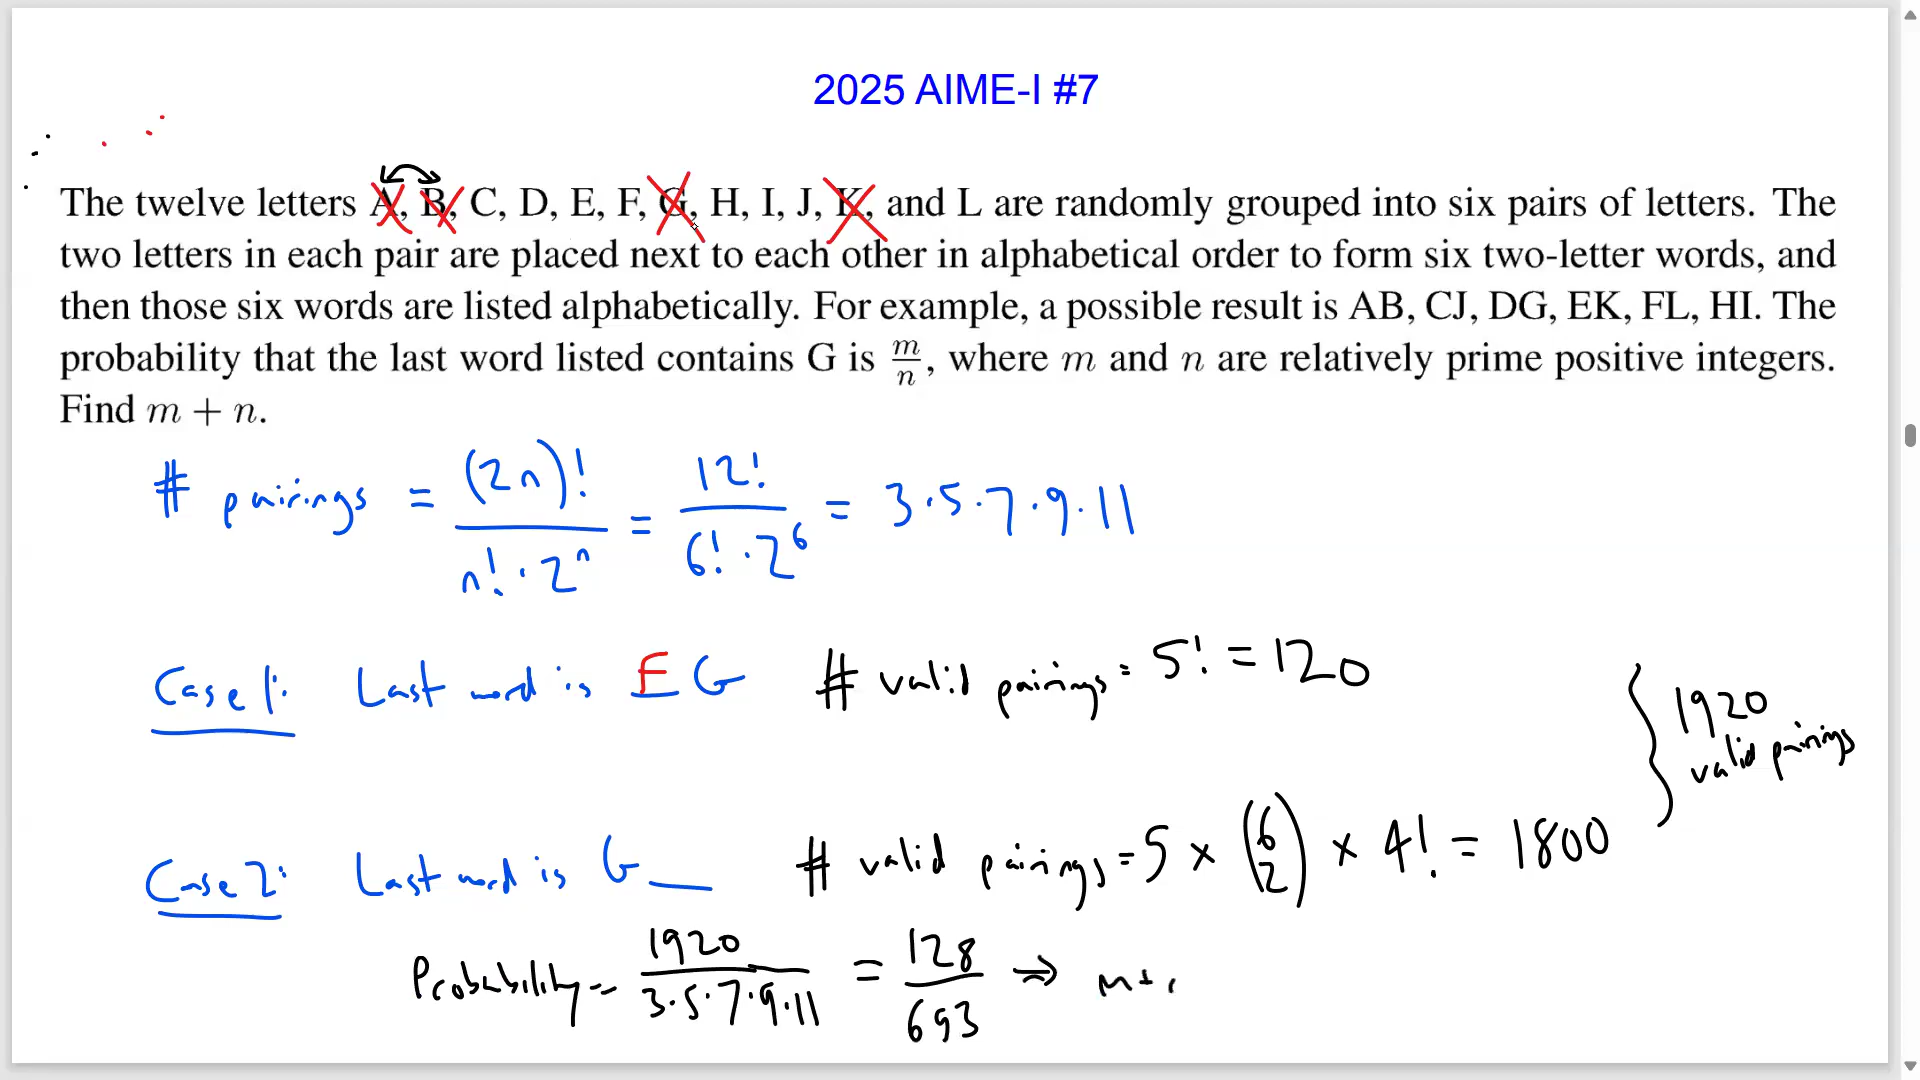 2025 AIME-I #7
The twelve letters A, B, C, D, E, F, G, H, I, J, K, and L are randomly grouped into six pairs of letters. The
two letters in each pair are placed next to each other in alphabetical order to form six two-letter words, and
then those six words are listed alphabetically. For example, a possible result is AB, CJ, DG, EK, FL, HI. The
probability that the last word listed contains G is m/n, where m and n are relatively prime positive integers.
Find m + n.
# pairings = (2n)!/(n!·2^n) = 12!/(6!·2^6) = 3·5·7·9·11
Case 1: Last word is F G # valid pairings = 5! = 120
} 1920 valid pairings
Case 2: Last word is G__ # valid pairings = 5 × (6 2) × 4! = 1800
Probability = 1920/(3·5·7·9·11) = 128/693 ⇒ m+